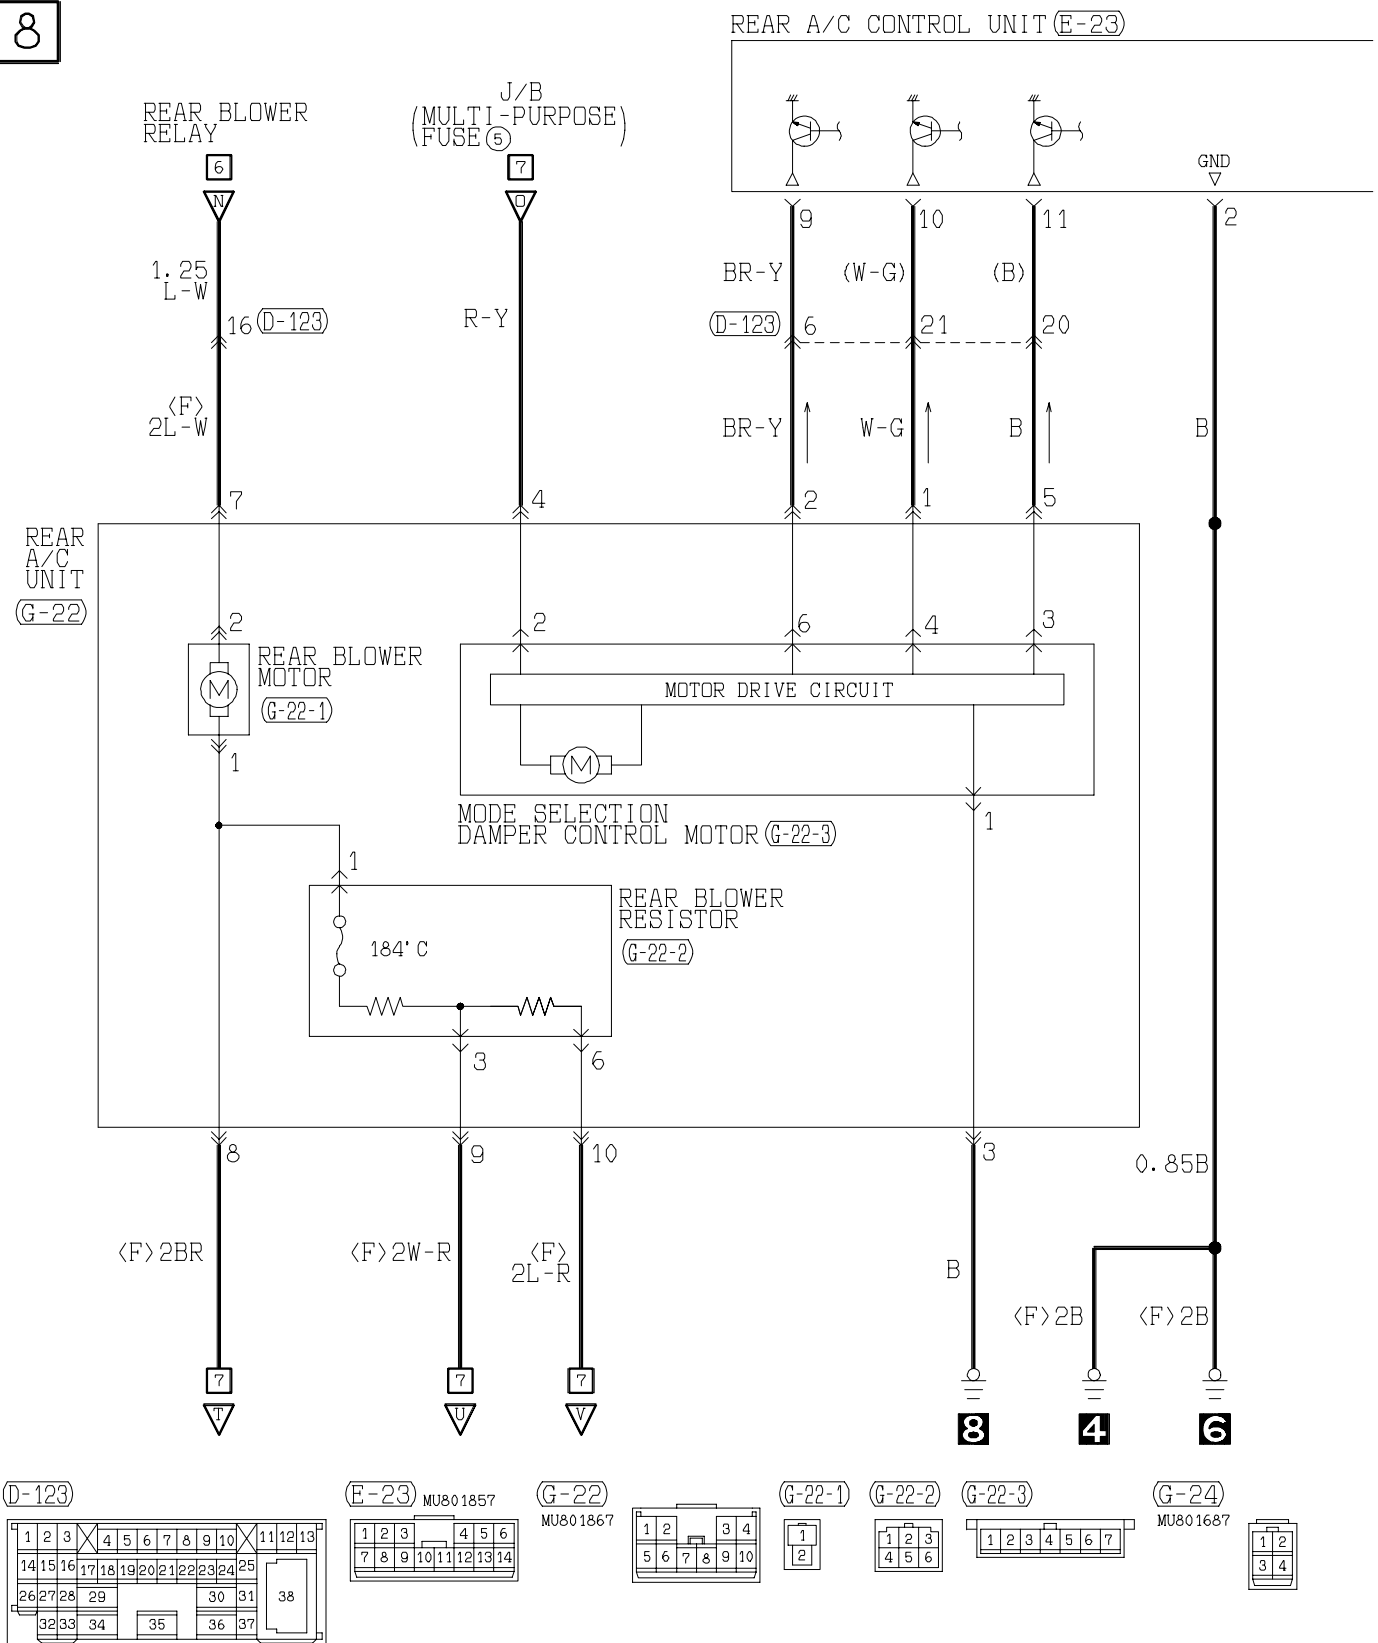 8
REAR A/C CONTROL UNIT (E-23)
J/B
(MULTI-PURPOSE)
(FUSE ⑤)
REAR BLOWER
RELAY
6
7
N
O
GND
9
10
11
2
1.25
L-W
BR-Y
(W-G)
(B)
16 (D-123)
R-Y
(D-123)
6
21
20
<F>
2L-W
BR-Y
W-G
B
B
7
4
2
1
5
REAR
A/C
UNIT
(G-22)
2
2
6
4
3
REAR BLOWER
MOTOR
(G-22-1)
M
MOTOR DRIVE CIRCUIT
1
M
MODE SELECTION
DAMPER CONTROL MOTOR (G-22-3)
1
1
REAR BLOWER
RESISTOR
(G-22-2)
184°C
3
6
8
9
10
3
0.85B
<F>2BR
<F>2W-R
<F>
2L-R
B
<F>2B
<F>2B
7
7
7
T
U
V
8
4
6
(D-123)
1 2 3 4 5 6 7 8 9 10 11 12 13
14 15 16 17 18 19 20 21 22 23 24 25
26 27 28 29 30 31
38
32 33 34 35 36 37
(E-23) MU801857
1 2 3 4 5 6
7 8 9 10 11 12 13 14
(G-22)
MU801867
1 2 3 4
5 6 7 8 9 10
(G-22-1)
1
2
(G-22-2)
1 2 3
4 5 6
(G-22-3)
1 2 3 4 5 6 7
(G-24)
MU801687
1 2
3 4